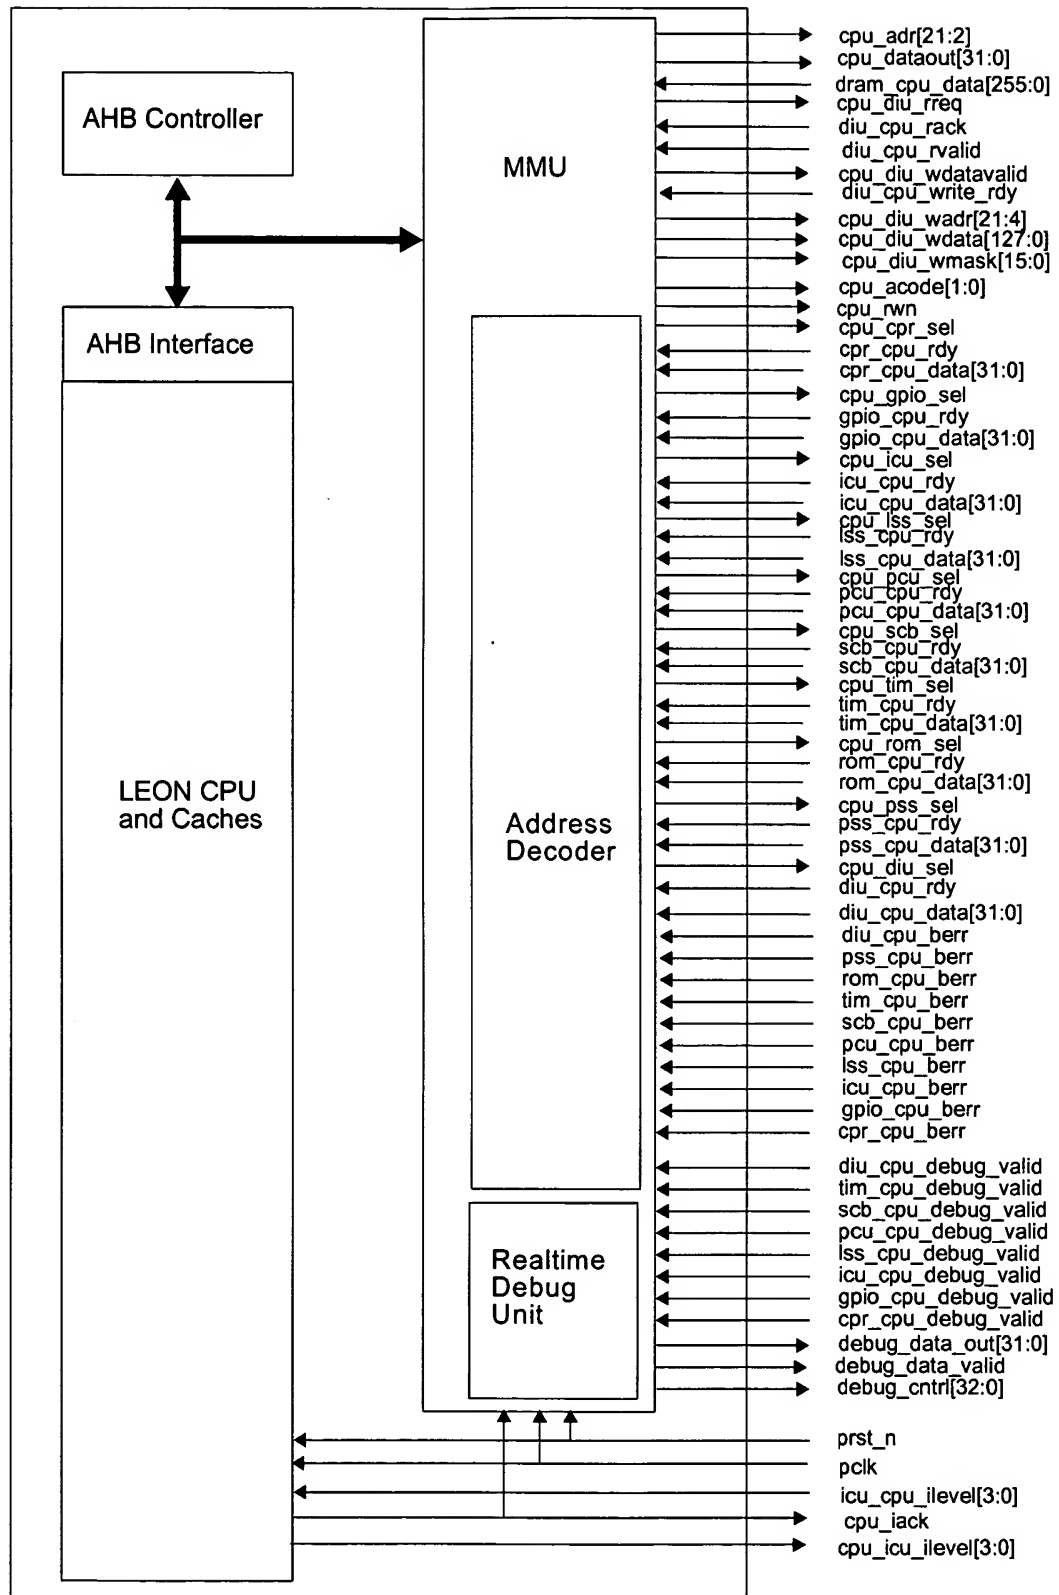 AHB Controller
AHB Interface
LEON CPU
and Caches
MMU
Address
Decoder
Realtime
Debug
Unit
cpu_adr[21:2]
cpu_dataout[31:0]
dram_cpu_data[255:0]
cpu_diu_rreq
diu_cpu_rack
diu_cpu_rvalid
cpu_diu_wdatavalid
diu_cpu_write_rdy
cpu_diu_wadr[21:4]
cpu_diu_wdata[127:0]
cpu_diu_wmask[15:0]
cpu_acode[1:0]
cpu_rwn
cpu_cpr_sel
cpr_cpu_rdy
cpr_cpu_data[31:0]
cpu_gpio_sel
gpio_cpu_rdy
gpio_cpu_data[31:0]
cpu_icu_sel
icu_cpu_rdy
icu_cpu_data[31:0]
cpu_lss_sel
lss_cpu_rdy
lss_cpu_data[31:0]
cpu_pcu_sel
pcu_cpu_rdy
pcu_cpu_data[31:0]
cpu_scb_sel
scb_cpu_rdy
scb_cpu_data[31:0]
cpu_tim_sel
tim_cpu_rdy
tim_cpu_data[31:0]
cpu_rom_sel
rom_cpu_rdy
rom_cpu_data[31:0]
cpu_pss_sel
pss_cpu_rdy
pss_cpu_data[31:0]
cpu_diu_sel
diu_cpu_rdy
diu_cpu_data[31:0]
diu_cpu_berr
pss_cpu_berr
rom_cpu_berr
tim_cpu_berr
scb_cpu_berr
pcu_cpu_berr
lss_cpu_berr
icu_cpu_berr
gpio_cpu_berr
cpr_cpu_berr
diu_cpu_debug_valid
tim_cpu_debug_valid
scb_cpu_debug_valid
pcu_cpu_debug_valid
lss_cpu_debug_valid
icu_cpu_debug_valid
gpio_cpu_debug_valid
cpr_cpu_debug_valid
debug_data_out[31:0]
debug_data_valid
debug_cntrl[32:0]
prst_n
pclk
icu_cpu_ilevel[3:0]
cpu_iack
cpu_icu_ilevel[3:0]